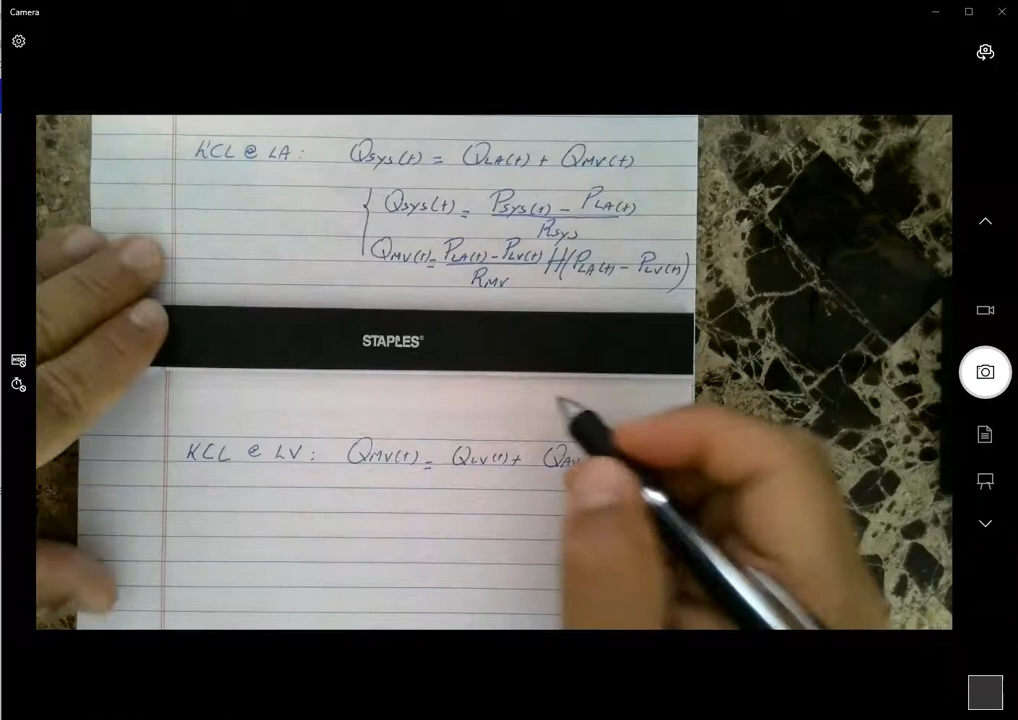 Camera
KCL @ LA: Qsys(t) = QLA(t) + QMV(t)
{ Qsys(t) = Psys(t) - PLA(t) / Rsys
QMV(t) = PLA(t) - PLV(t) / RMV H(PLA(t) - PLV(t))
STAPLES®
KCL @ LV: QMV(t) = QLV(t) +